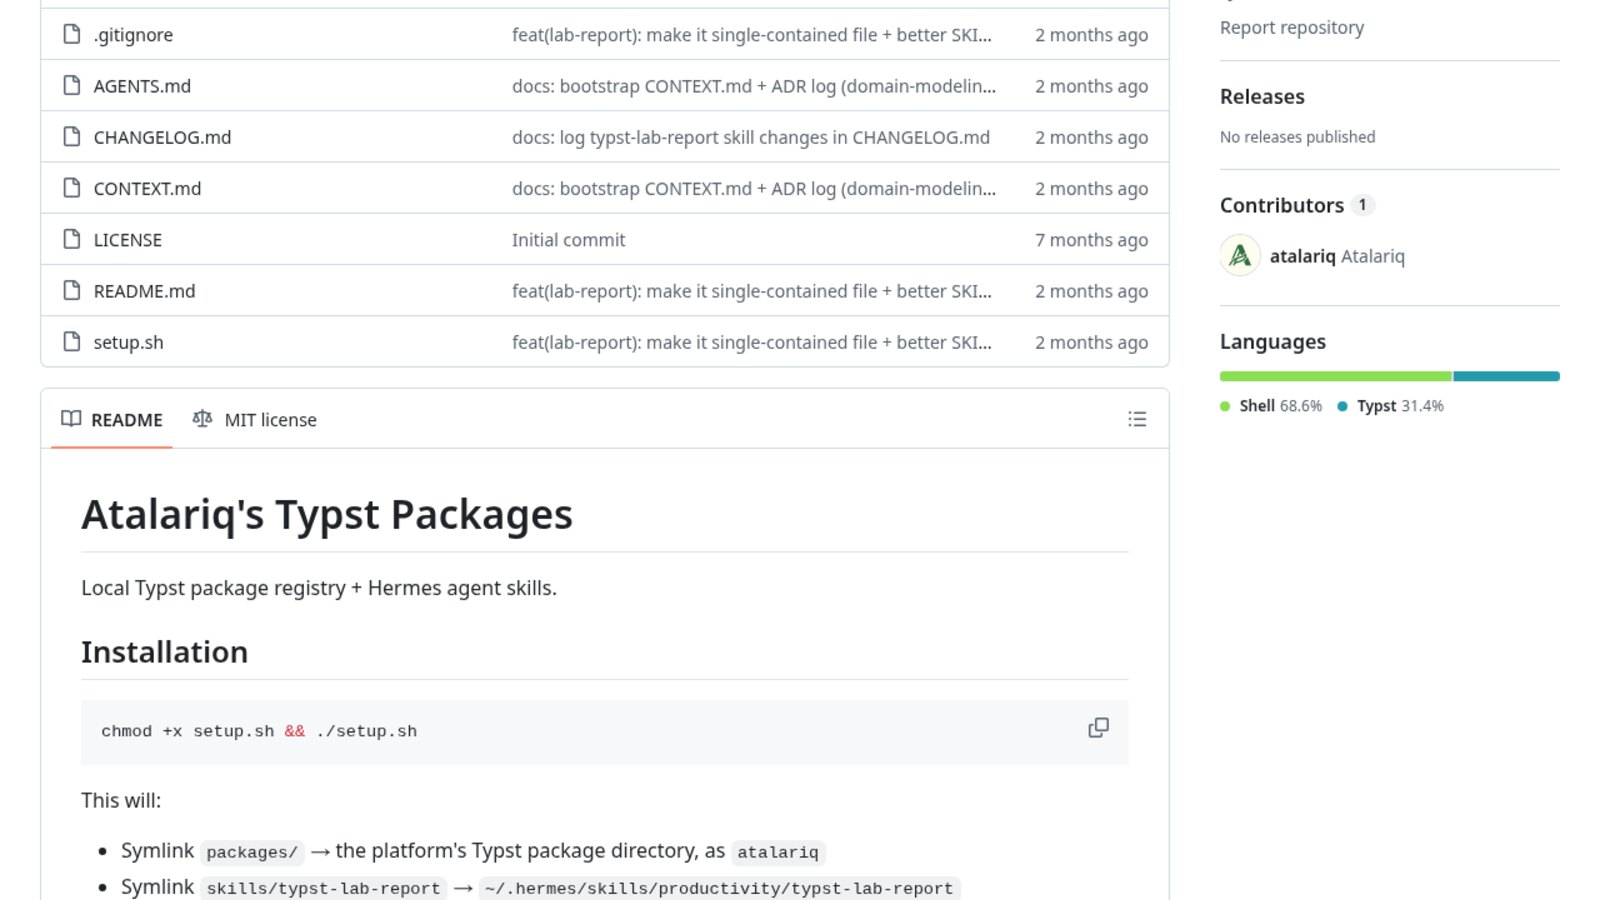 Report repository
.gitignore feat(lab-report): make it single-contained file + better SKI... 2 months ago
AGENTS.md docs: bootstrap CONTEXT.md + ADR log (domain-modelin... 2 months ago
CHANGELOG.md docs: log typst-lab-report skill changes in CHANGELOG.md 2 months ago
CONTEXT.md docs: bootstrap CONTEXT.md + ADR log (domain-modelin... 2 months ago
LICENSE Initial commit 7 months ago
README.md feat(lab-report): make it single-contained file + better SKI... 2 months ago
setup.sh feat(lab-report): make it single-contained file + better SKI... 2 months ago
Releases
No releases published
Contributors 1
atalariq Atalariq
Languages
Shell 68.6% Typst 31.4%
README MIT license
Atalariq's Typst Packages
Local Typst package registry + Hermes agent skills.
Installation
chmod +x setup.sh && ./setup.sh
This will:
• Symlink packages/ → the platform's Typst package directory, as atalariq
• Symlink skills/typst-lab-report → ~/.hermes/skills/productivity/typst-lab-report